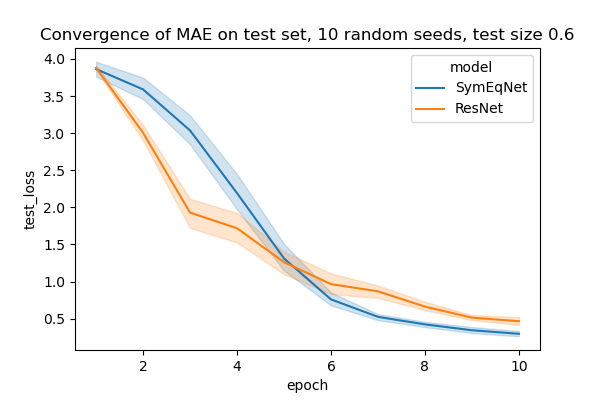 Convergence of MAE on test set, 10 random seeds, test size 0.6
4.0
3.5
3.0
2.5
2.0
1.5
1.0
0.5
test_loss
model
SymEqNet
ResNet
2
4
6
8
10
epoch